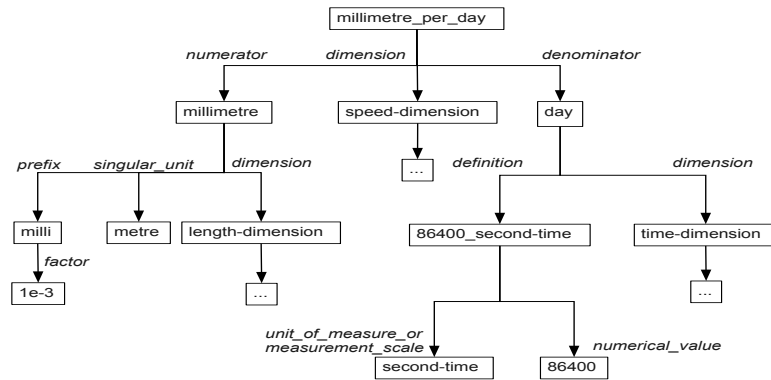 millimetre_per_day
numerator
dimension
denominator
millimetre
speed-dimension
day
...
prefix
singular_unit
dimension
definition
dimension
milli
metre
length-dimension
86400_second-time
time-dimension
factor
1e-3
...
...
unit_of_measure_or
measurement_scale
numerical_value
second-time
86400